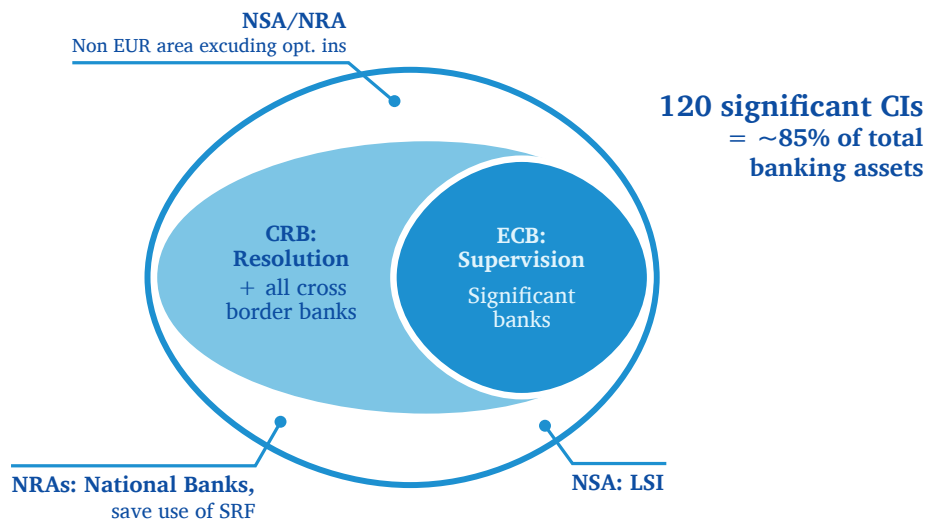 NSA/NRA
Non EUR area excuding opt. ins
120 significant CIs
= ~85% of total
banking assets
CRB:
Resolution
+ all cross
border banks
ECB:
Supervision
Significant
banks
NRAs: National Banks,
save use of SRF
NSA: LSI